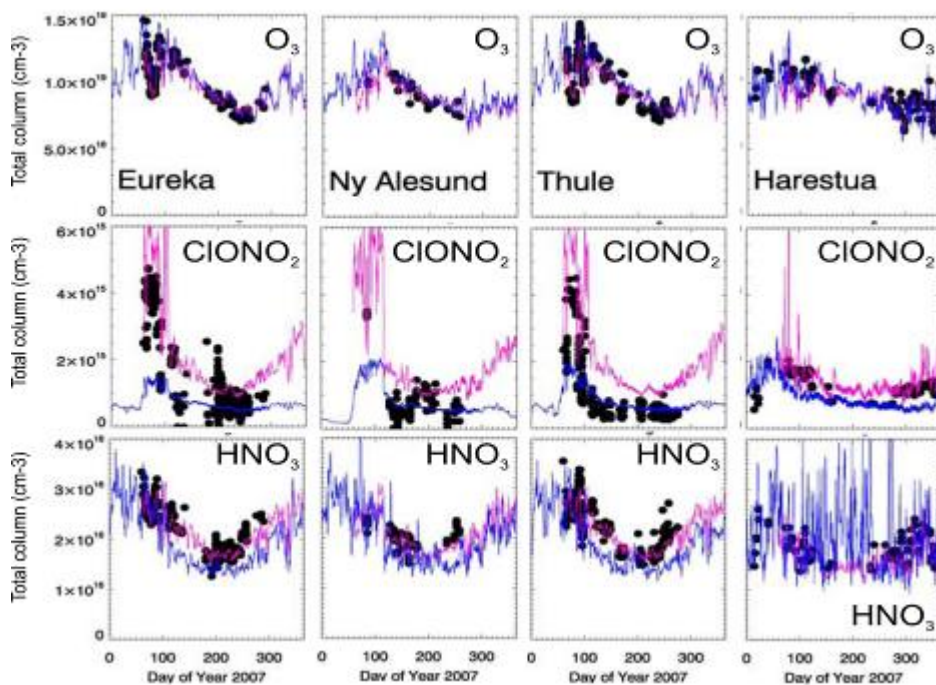 Total column (cm-3)
1.5×10¹⁹
1.0×10¹⁹
5.0×10¹⁸
0
O₃ O₃ O₃ O₃
Eureka Ny Alesund Thule Harestua
Total column (cm-3)
6×10¹⁵
4×10¹⁵
2×10¹⁵
0
ClONO₂ ClONO₂ ClONO₂ ClONO₂
Total column (cm-3)
4×10¹⁶
3×10¹⁶
2×10¹⁶
1×10¹⁶
0
HNO₃ HNO₃ HNO₃
HNO₃
0 100 200 300 0 100 200 300 0 100 200 300 0 100 200 300
Day of Year 2007 Day of Year 2007 Day of Year 2007 Day of Year 2007